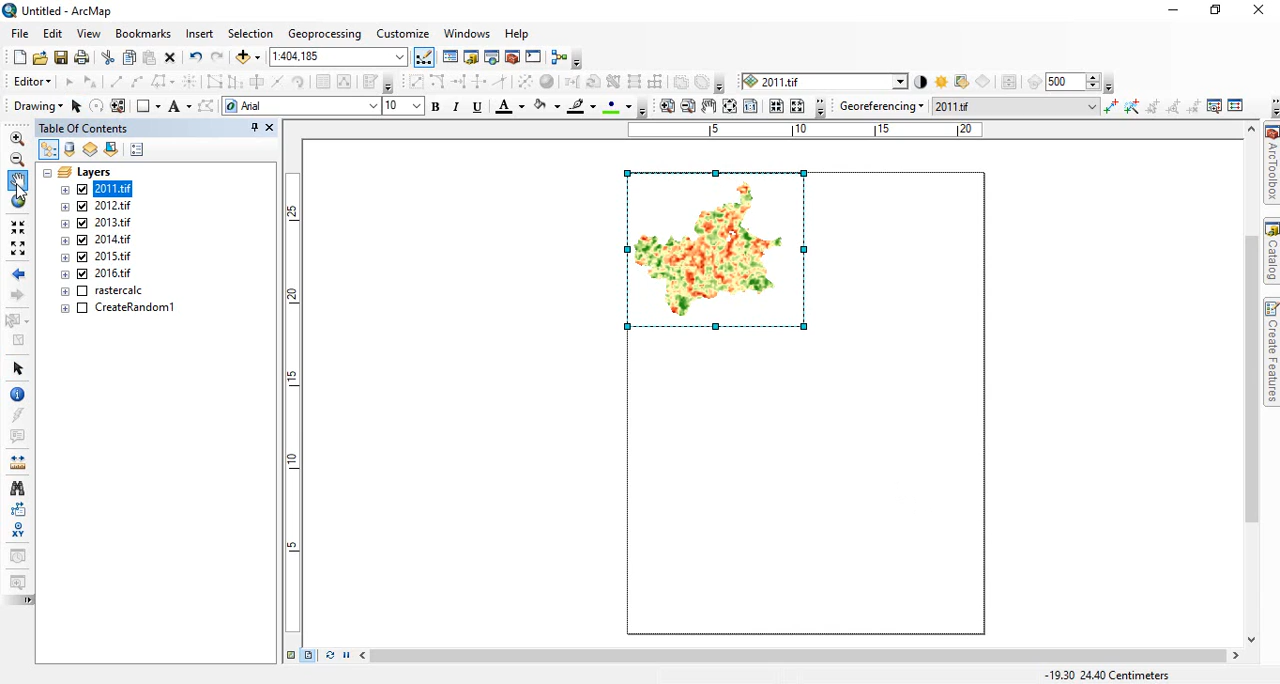 Untitled - ArcMap
File Edit View Bookmarks Insert Selection Geoprocessing Customize Windows Help
1:404,185
Editor 2011.tif 500
Drawing A Arial 10 B I U A Georeferencing 2011.tif
Table Of Contents
Layers
2011.tif
2012.tif
2013.tif
2014.tif
2015.tif
2016.tif
rastercalc
CreateRandom1
5 10 15 20
25
20
15
10
5
ArcToolbox
Catalog
Create Features
XY
-19.30 24.40 Centimeters